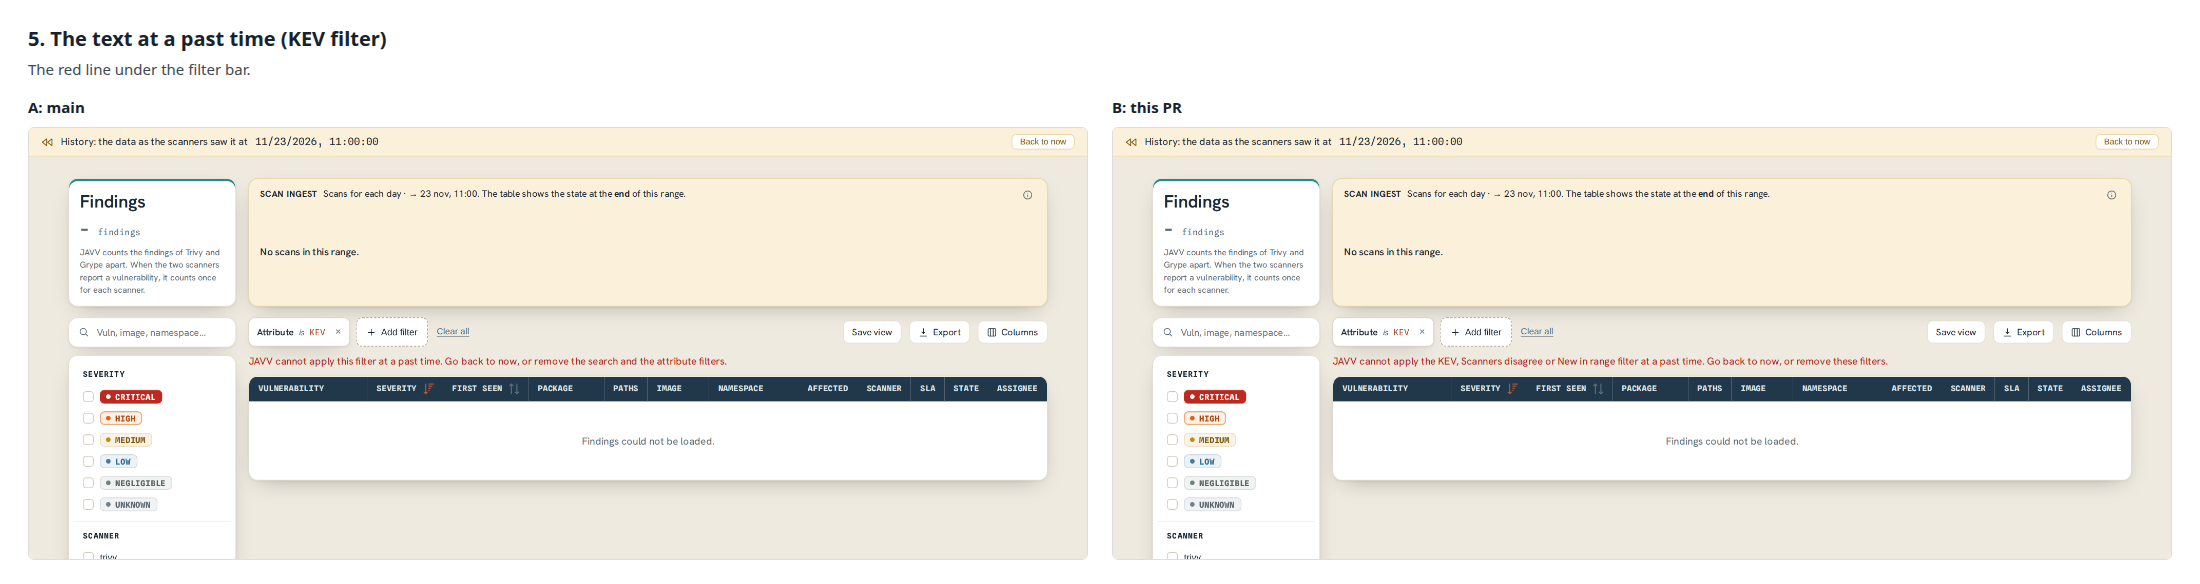 5. The text at a past time (KEV filter)
The red line under the filter bar.
A: main
History: the data as the scanners saw it at 11/23/2026, 11:00:00
Back to now
Findings
- findings
JAVV counts the findings of Trivy and
Grype apart. When the two scanners
report a vulnerability, it counts once
for each scanner.
SCAN INGEST Scans for each day · → 23 nov, 11:00. The table shows the state at the end of this range.
No scans in this range.
Vuln, image, namespace...
Attribute is KEV ×
+ Add filter
Clear all
Save view
Export
Columns
JAVV cannot apply this filter at a past time. Go back to now, or remove the search and the attribute filters.
SEVERITY
CRITICAL
HIGH
MEDIUM
LOW
NEGLIGIBLE
UNKNOWN
SCANNER
trivy
VULNERABILITY SEVERITY FIRST SEEN PACKAGE PATHS IMAGE NAMESPACE AFFECTED SCANNER SLA STATE ASSIGNEE
Findings could not be loaded.
B: this PR
History: the data as the scanners saw it at 11/23/2026, 11:00:00
Back to now
Findings
- findings
JAVV counts the findings of Trivy and
Grype apart. When the two scanners
report a vulnerability, it counts once
for each scanner.
SCAN INGEST Scans for each day · → 23 nov, 11:00. The table shows the state at the end of this range.
No scans in this range.
Vuln, image, namespace...
Attribute is KEV ×
+ Add filter
Clear all
Save view
Export
Columns
JAVV cannot apply the KEV, Scanners disagree or New in range filter at a past time. Go back to now, or remove these filters.
SEVERITY
CRITICAL
HIGH
MEDIUM
LOW
NEGLIGIBLE
UNKNOWN
SCANNER
trivy
VULNERABILITY SEVERITY FIRST SEEN PACKAGE PATHS IMAGE NAMESPACE AFFECTED SCANNER SLA STATE ASSIGNEE
Findings could not be loaded.